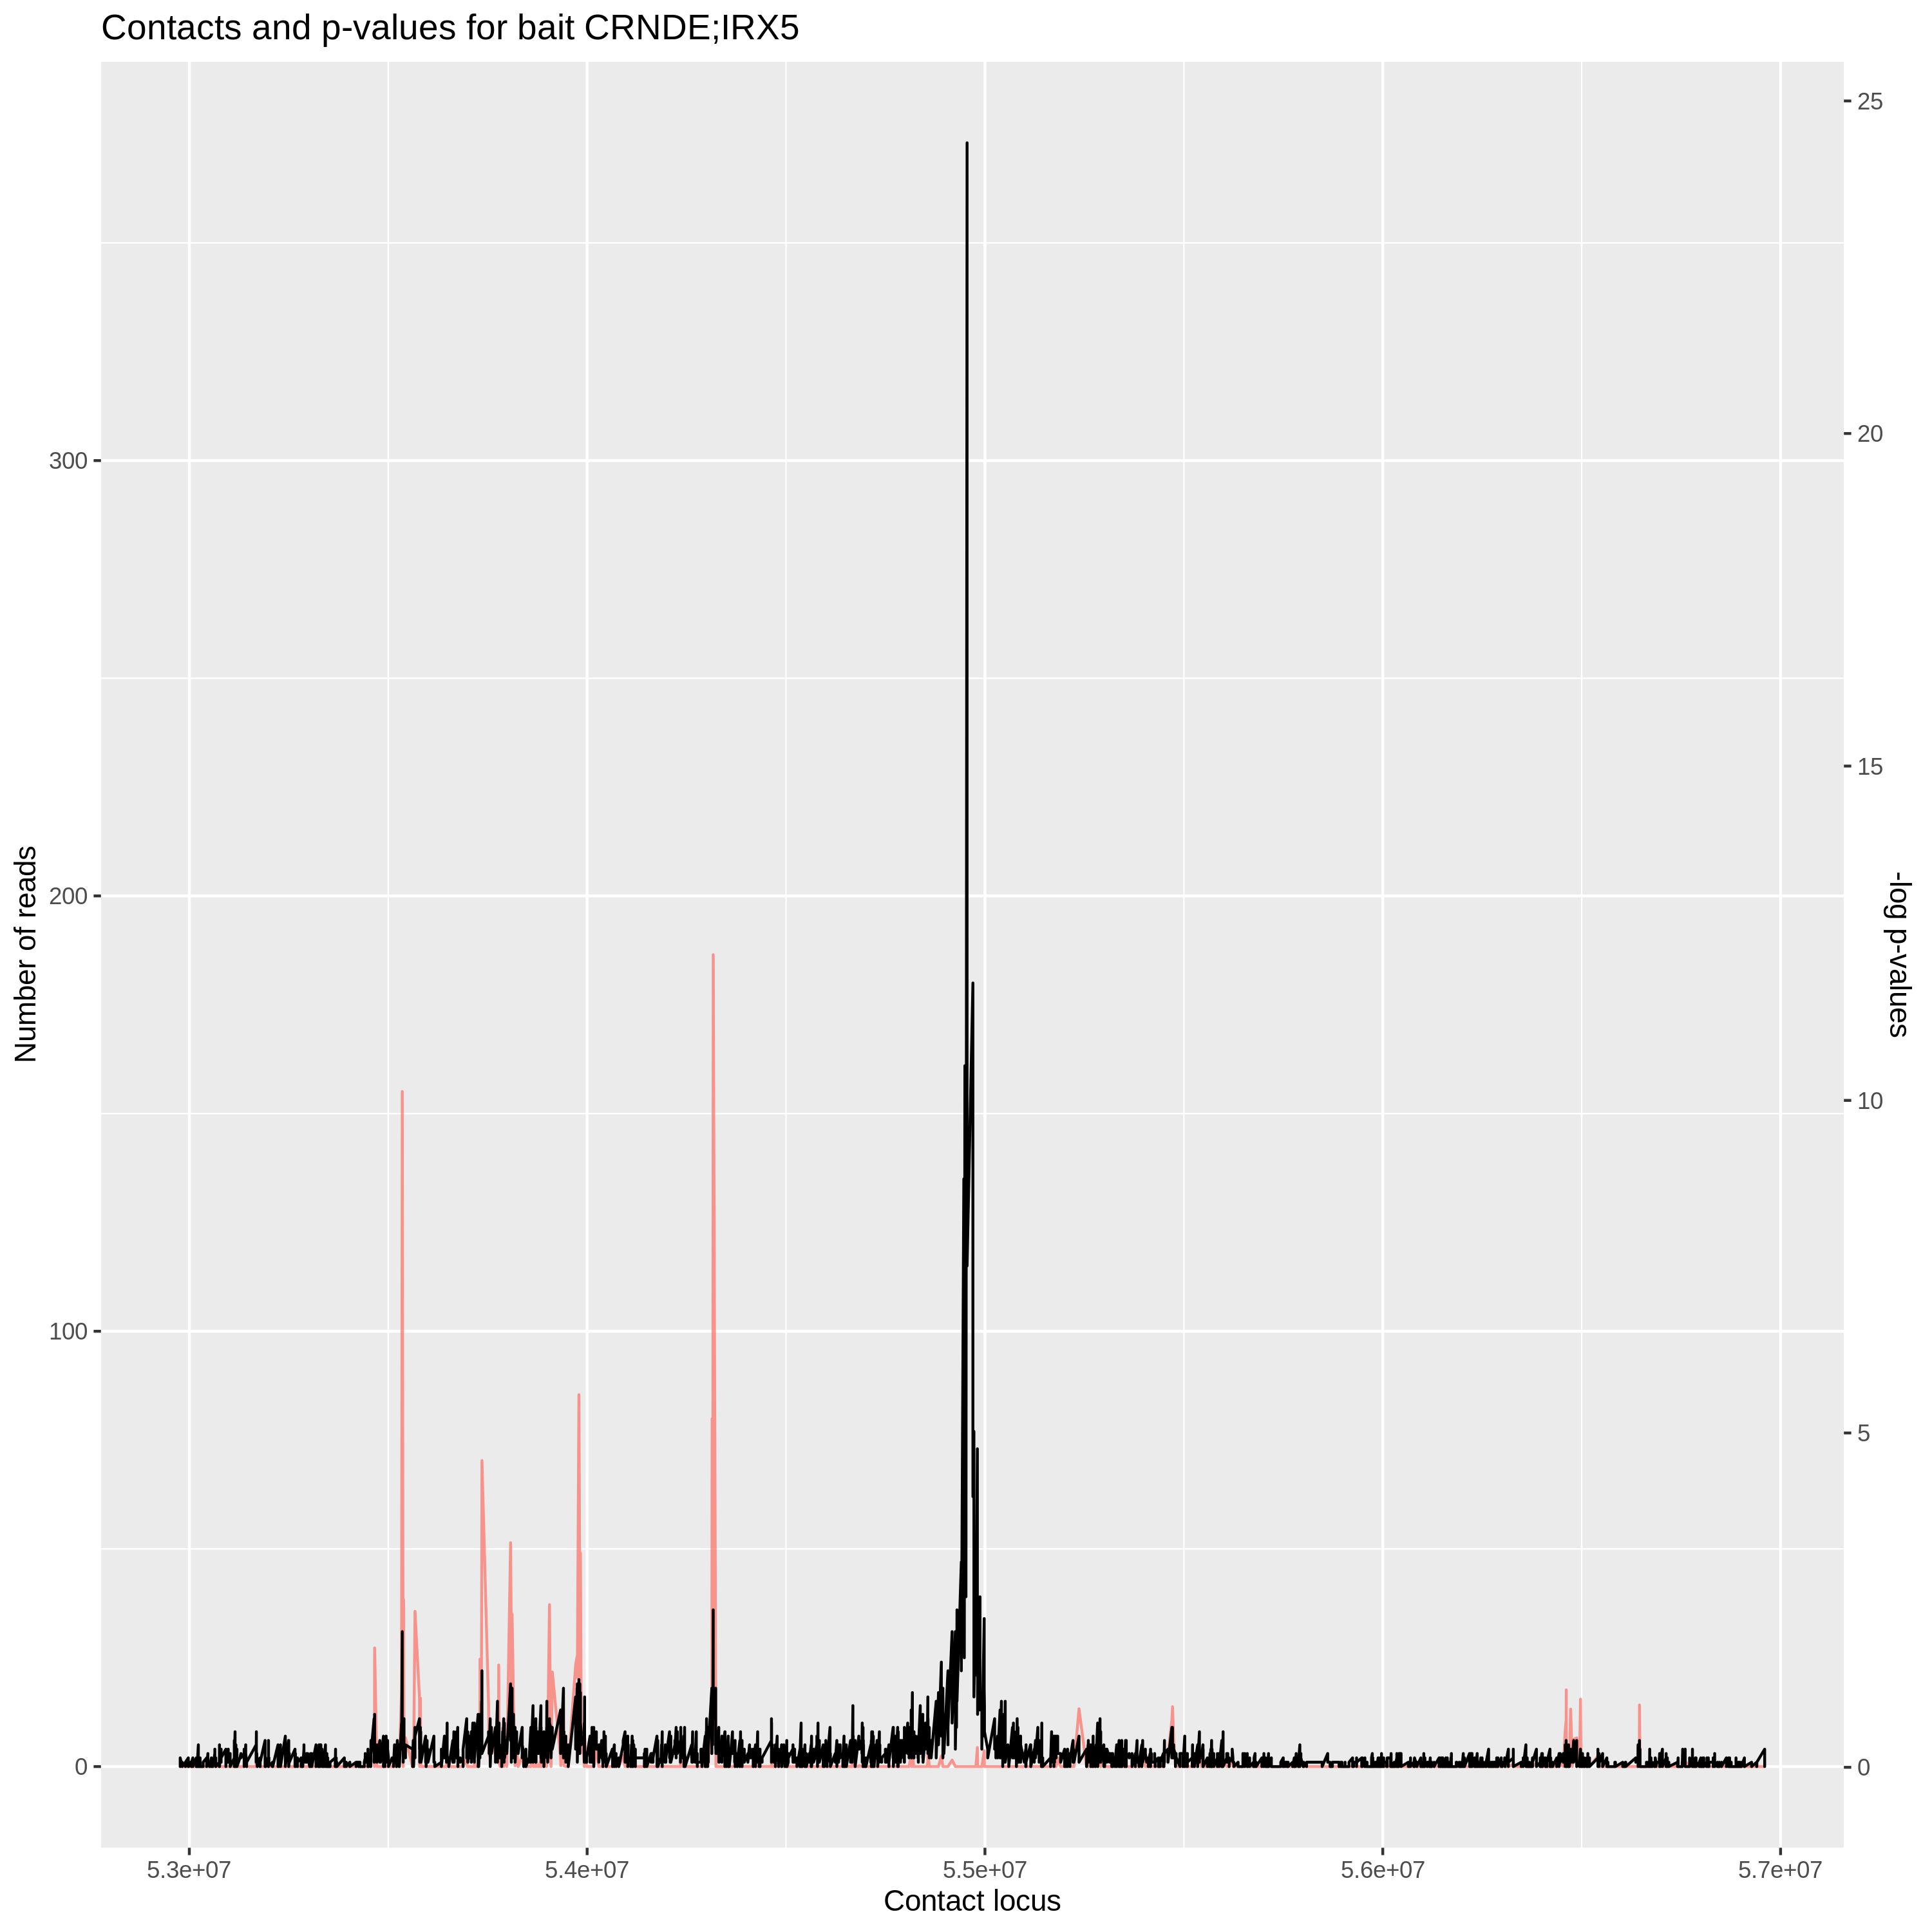 Contacts and p-values for bait CRNDE;IRX5
Number of reads
300
200
100
0
25
20
15
10
5
0
-log p-values
5.3e+07 5.4e+07 5.5e+07 5.6e+07 5.7e+07
Contact locus